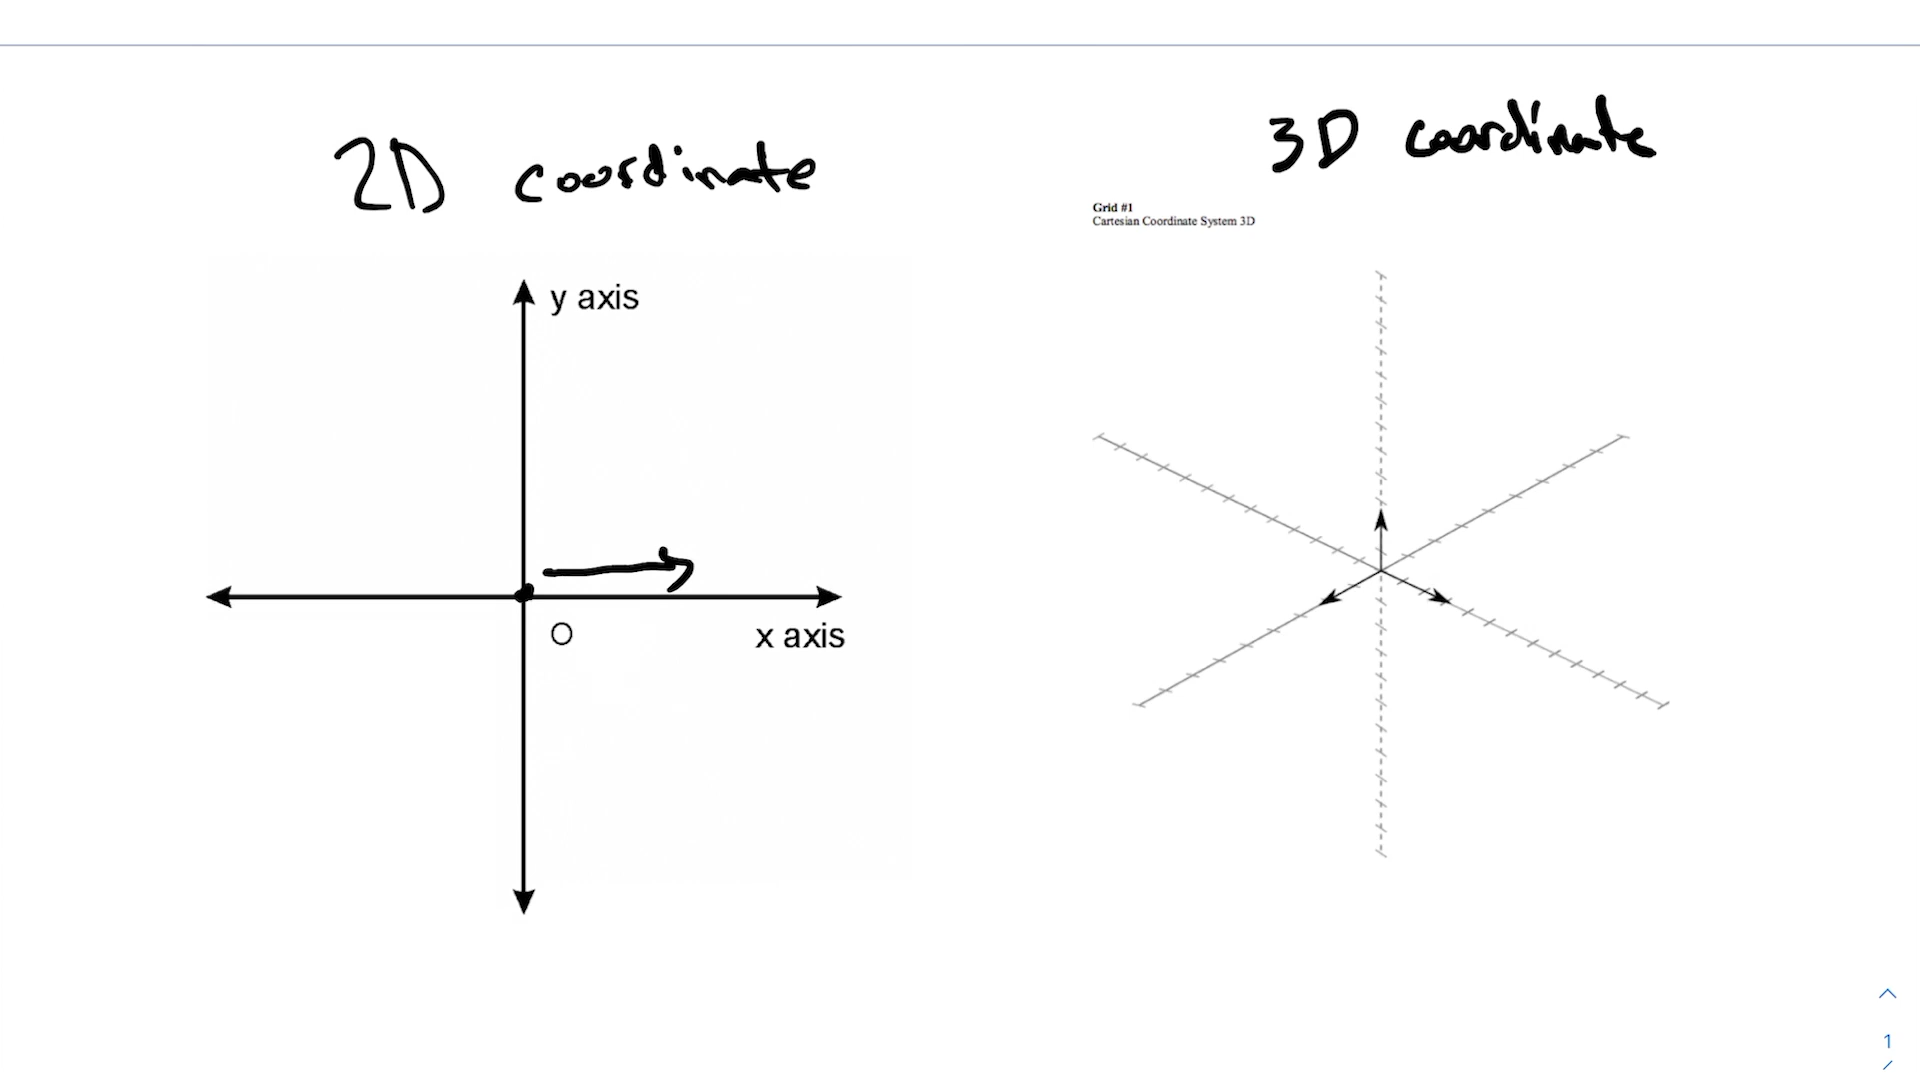 2D coordinate
3D coordinate
Grid #1
Cartesian Coordinate System 3D
y axis
O
x axis
1